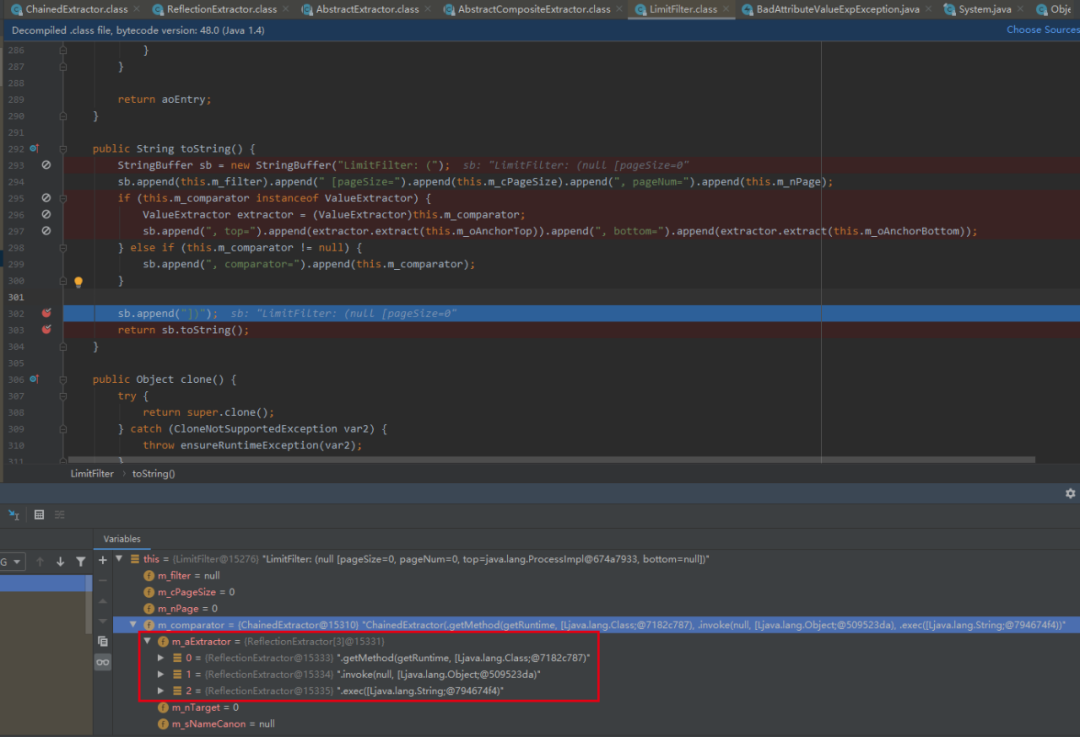 ChainedExtractor.class ReflectionExtractor.class AbstractExtractor.class AbstractCompositeExtractor.class LimitFilter.class BadAttributeValueExpException.java System.java Obje
Decompiled .class file, bytecode version: 48.0 (Java 1.4) Choose Sources
286 }
287 }
288
289 return aoEntry;
290 }
291
292 public String toString() {
293 StringBuffer sb = new StringBuffer("LimitFilter: ("); sb: "LimitFilter: (null [pageSize=0"
294 sb.append(this.m_filter).append(" [pageSize=").append(this.m_cPageSize).append(", pageNum=").append(this.m_nPage);
295 if (this.m_comparator instanceof ValueExtractor) {
296 ValueExtractor extractor = (ValueExtractor)this.m_comparator;
297 sb.append(", top=").append(extractor.extract(this.m_oAnchorTop)).append(", bottom=").append(extractor.extract(this.m_oAnchorBottom));
298 } else if (this.m_comparator != null) {
299 sb.append(", comparator=").append(this.m_comparator);
300 }
301
302 sb.append("])"); sb: "LimitFilter: (null [pageSize=0"
303 return sb.toString();
304 }
305
306 public Object clone() {
307 try {
308 return super.clone();
309 } catch (CloneNotSupportedException var2) {
310 throw ensureRuntimeException(var2);
311 }
LimitFilter › toString()
Variables
G
this = {LimitFilter@15276} "LimitFilter: (null [pageSize=0, pageNum=0, top=java.lang.ProcessImpl@674a7933, bottom=null])"
m_filter = null
m_cPageSize = 0
m_nPage = 0
m_comparator = {ChainedExtractor@15310} "ChainedExtractor(.getMethod(getRuntime, [Ljava.lang.Class;@7182c787), .invoke(null, [Ljava.lang.Object;@509523da), .exec([Ljava.lang.String;@794674f4))"
m_aExtractor = {ReflectionExtractor[3]@15331}
0 = {ReflectionExtractor@15333} ".getMethod(getRuntime, [Ljava.lang.Class;@7182c787)"
1 = {ReflectionExtractor@15334} ".invoke(null, [Ljava.lang.Object;@509523da)"
2 = {ReflectionExtractor@15335} ".exec([Ljava.lang.String;@794674f4)"
m_nTarget = 0
m_sNameCanon = null